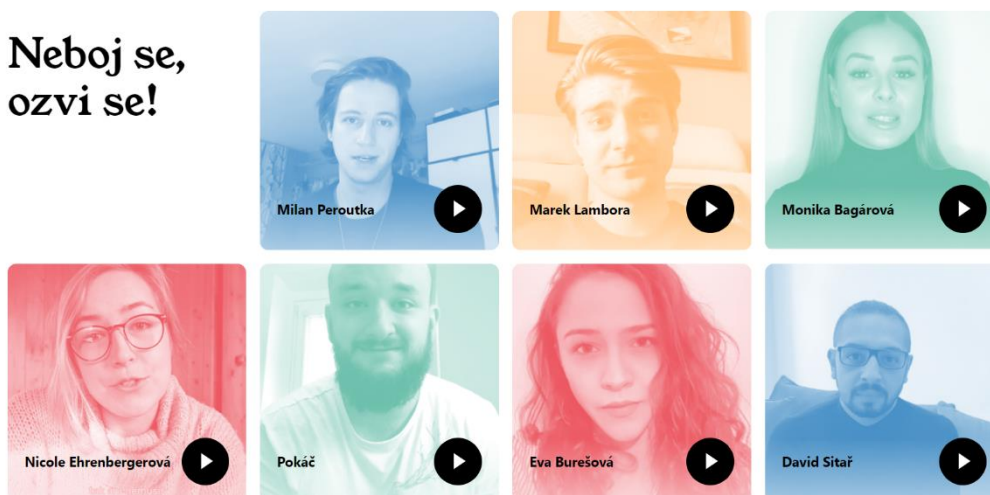 Neboj se,
ozvi se!
Milan Peroutka
Marek Lambora
Monika Bagárová
Nicole Ehrenbergerová
Pokáč
Eva Burešová
David Sitař